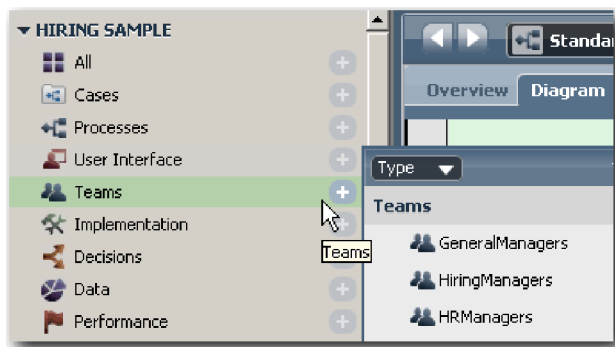 HIRING SAMPLE
All
Cases
Processes
User Interface
Teams
Implementation
Decisions
Data
Performance
Teams
Overview
Diagram
Type
Teams
GeneralManagers
HiringManagers
HRManagers